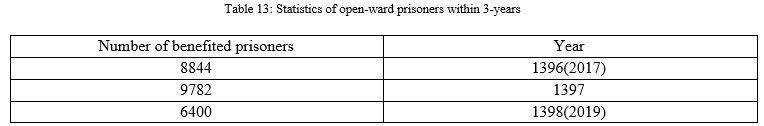 Table 13: Statistics of open-ward prisoners within 3-years
Number of benefited prisoners Year
8844 1396(2017)
9782 1397
6400 1398(2019)